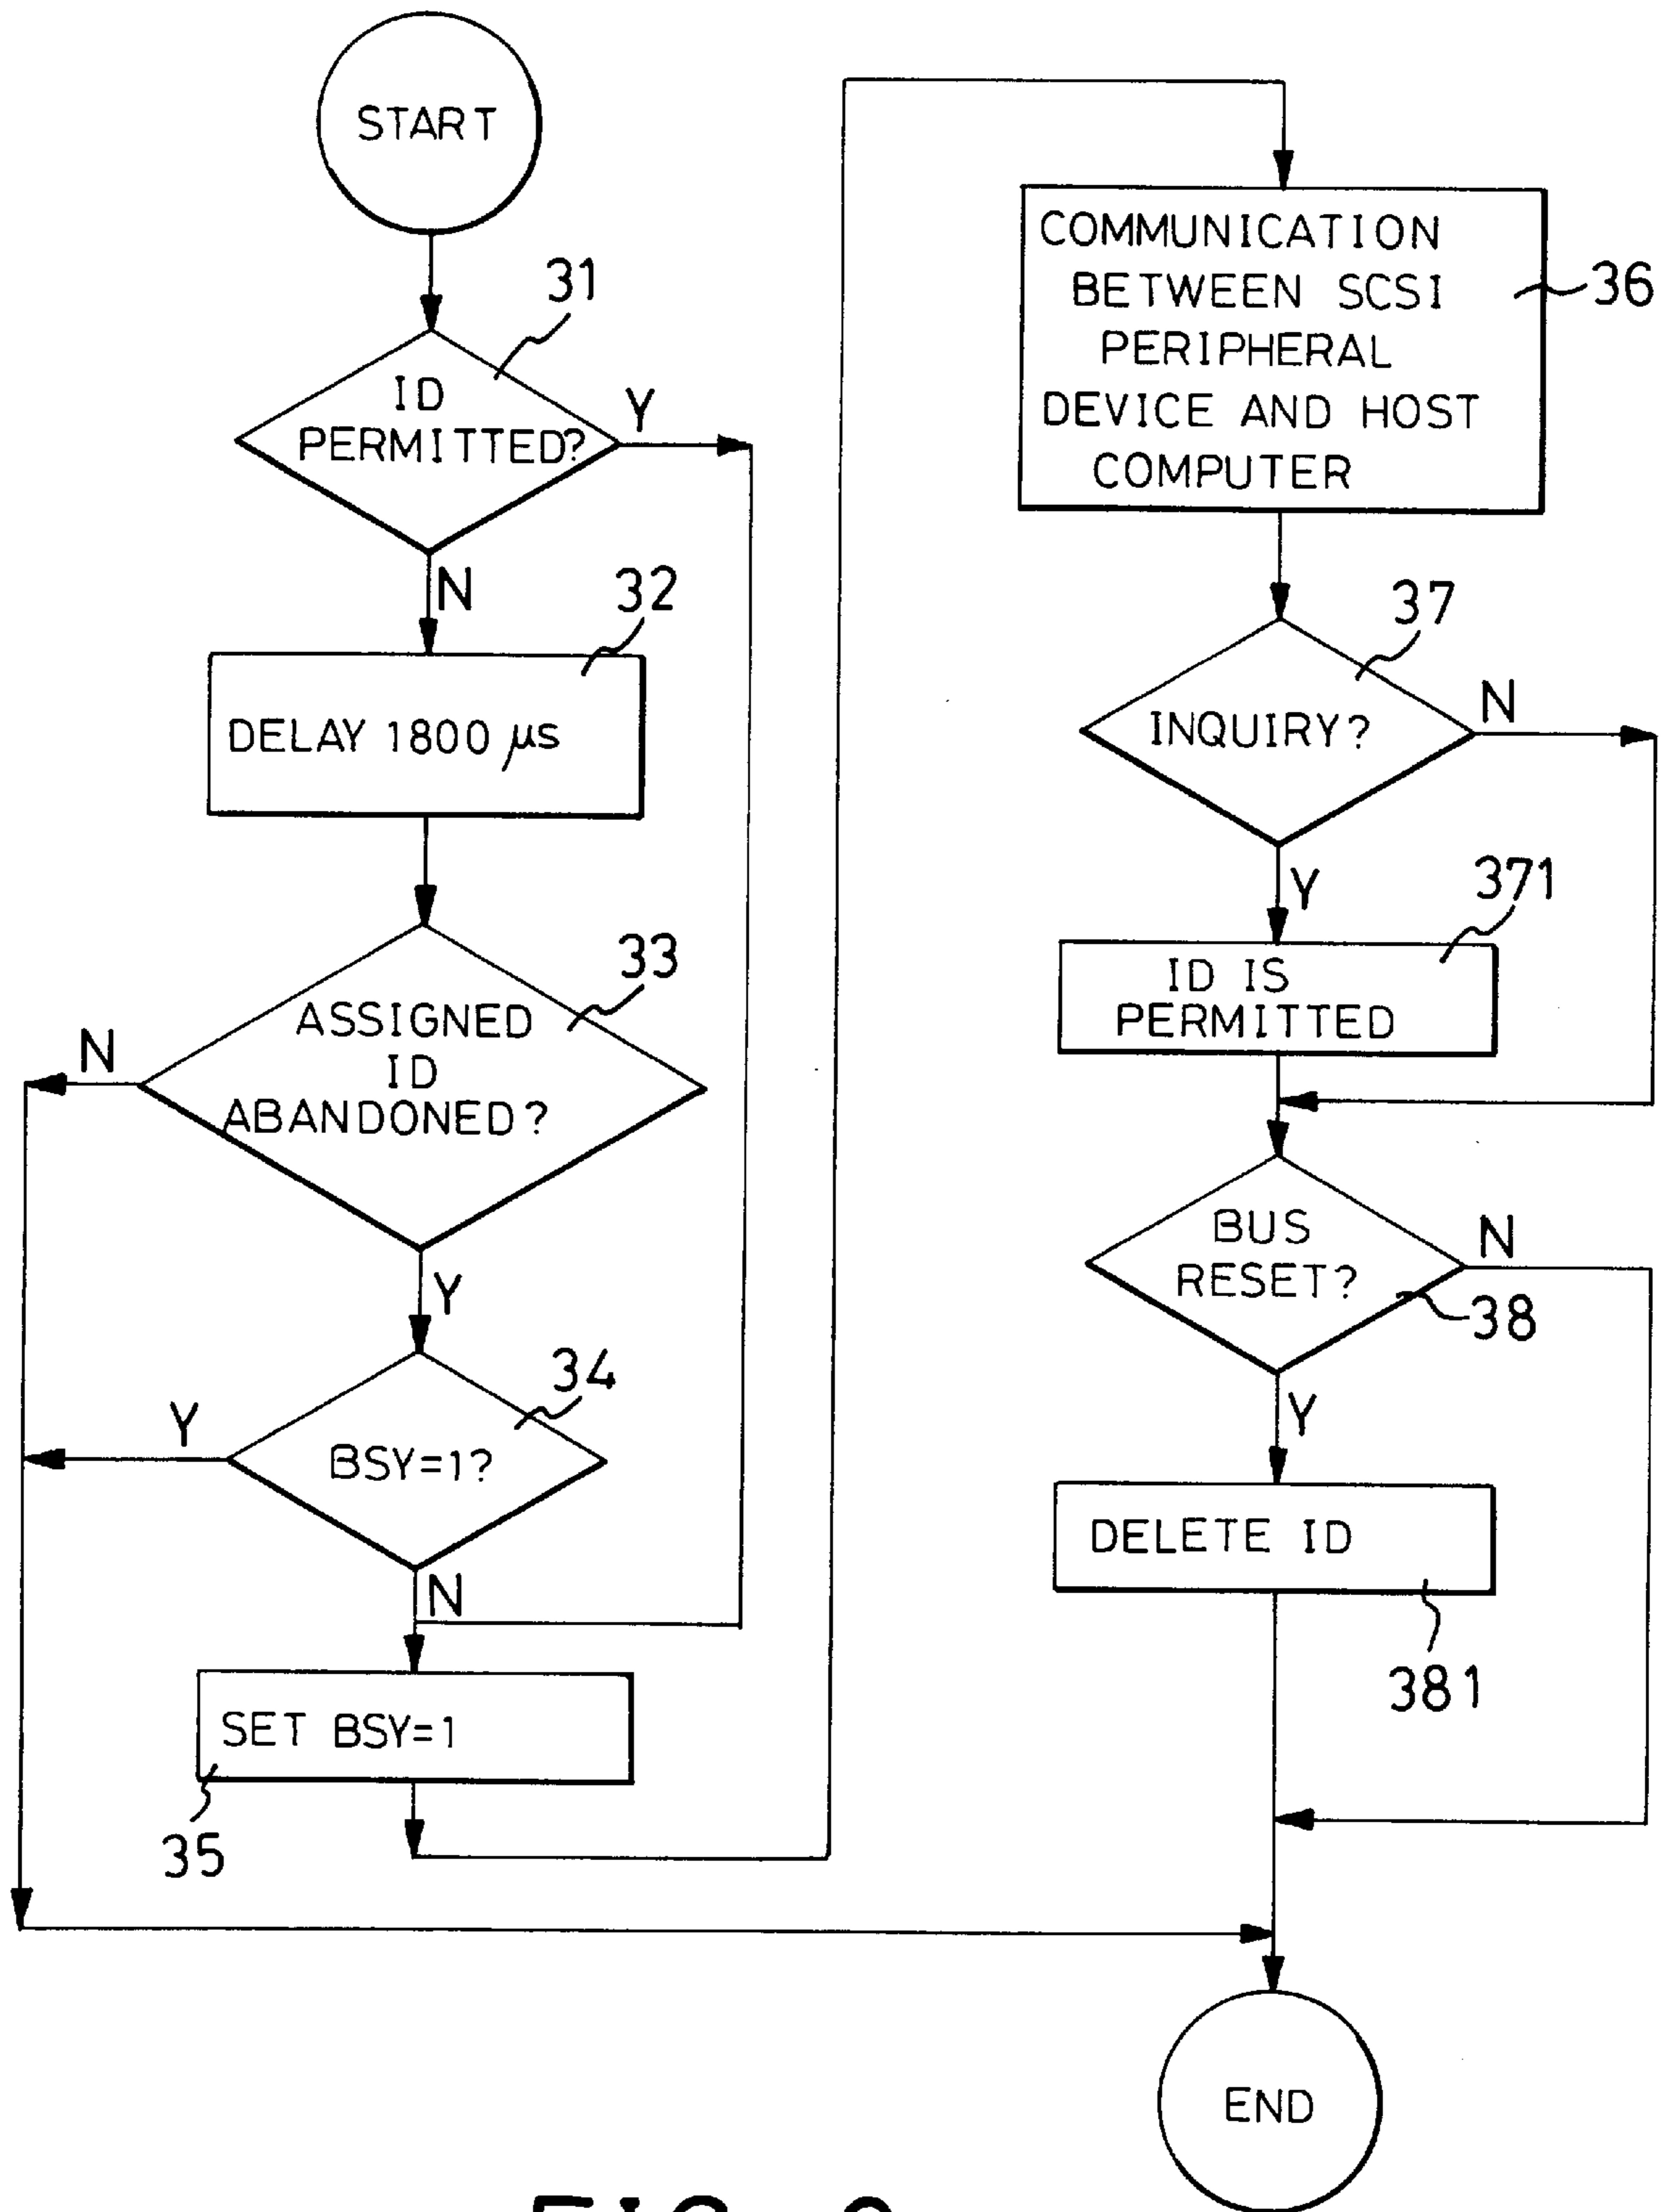 START
31
ID
PERMITTED?
Y
N
32
DELAY 1800 µs
33
ASSIGNED
ID
ABANDONED?
N
Y
34
BSY=1?
Y
N
SET BSY=1
35
COMMUNICATION
BETWEEN SCSI
PERIPHERAL
DEVICE AND HOST
COMPUTER
36
37
INQUIRY?
N
Y
371
ID IS
PERMITTED
BUS
RESET?
N
38
Y
DELETE ID
381
END
FIG.